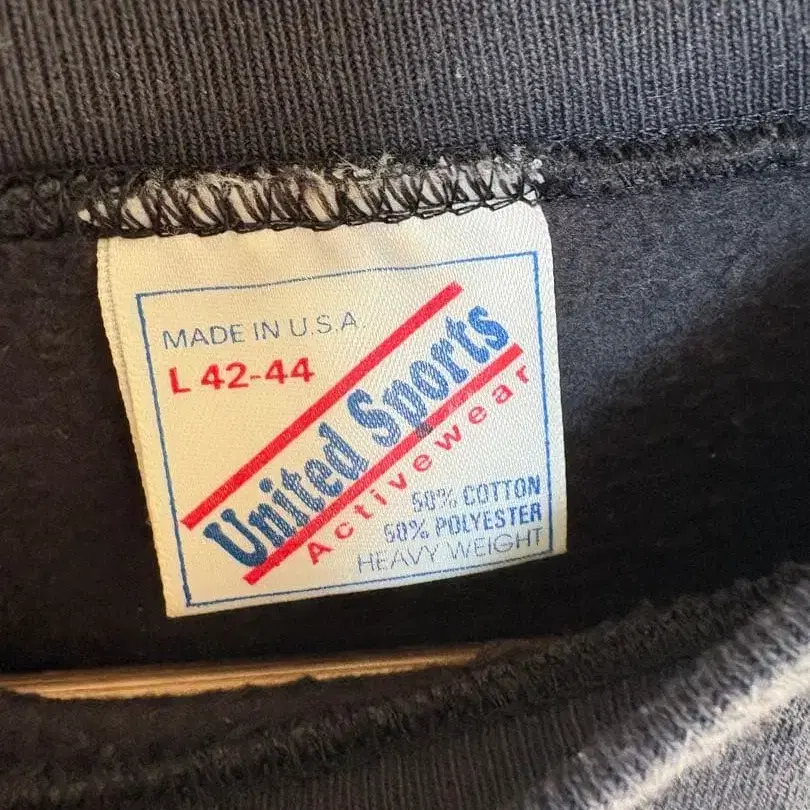 MADE IN U.S.A.
L 42-44
United Sports
Activewear
50% COTTON
50% POLYESTER
HEAVY WEIGHT